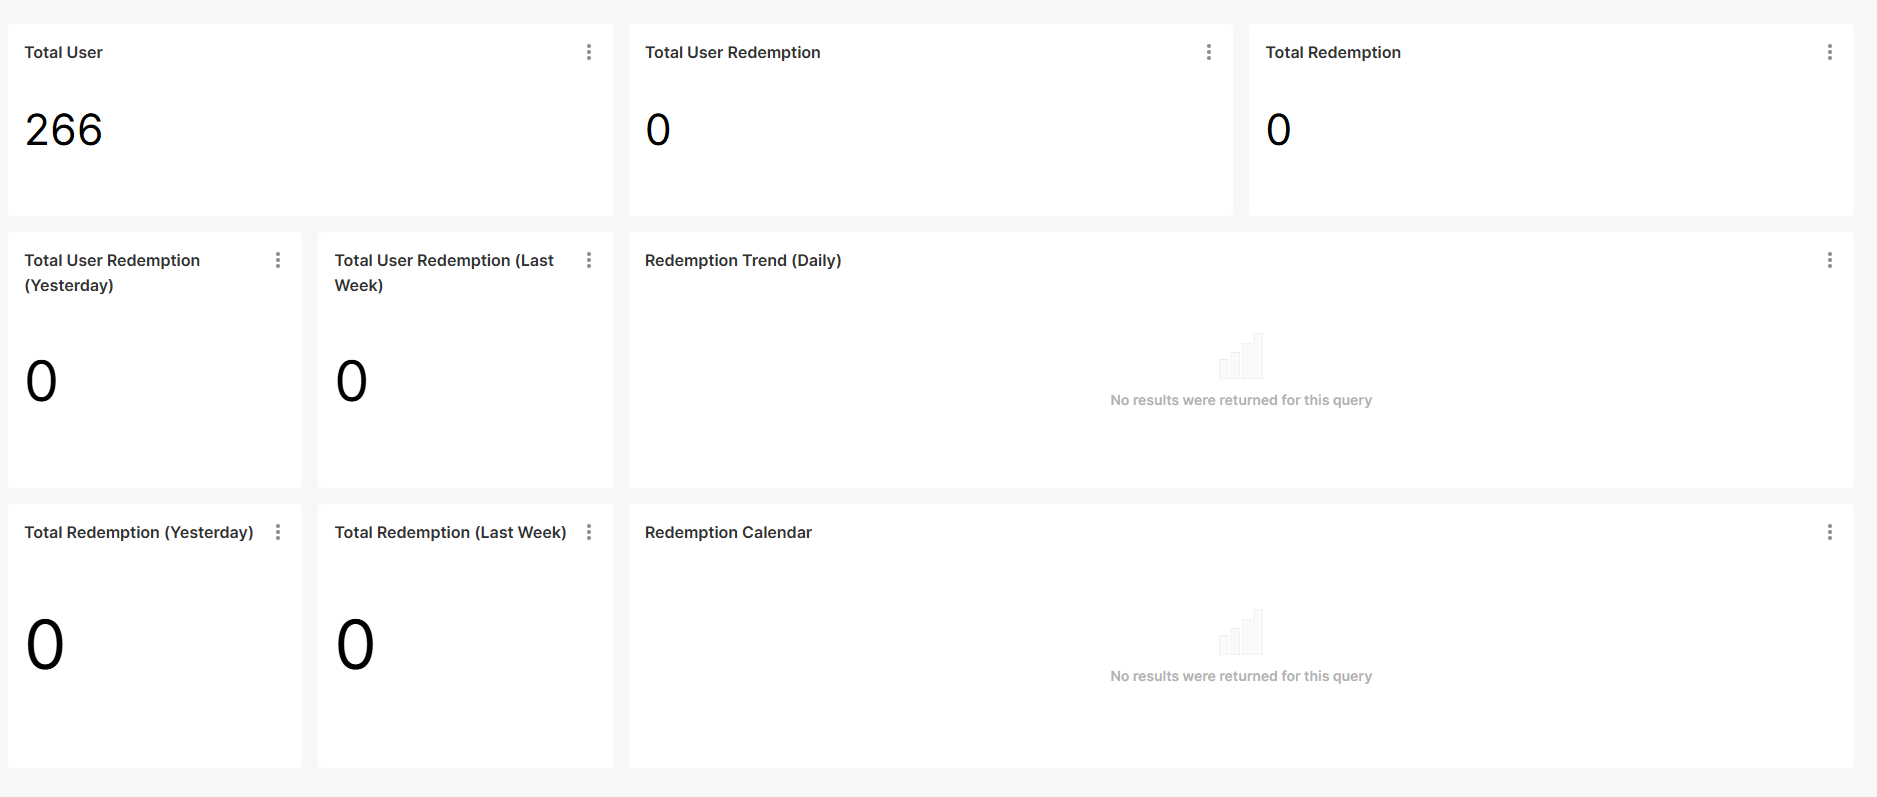 Total User
266
Total User Redemption
0
Total Redemption
0
Total User Redemption
(Yesterday)
0
Total User Redemption (Last
Week)
0
Redemption Trend (Daily)
No results were returned for this query
Total Redemption (Yesterday)
0
Total Redemption (Last Week)
0
Redemption Calendar
No results were returned for this query